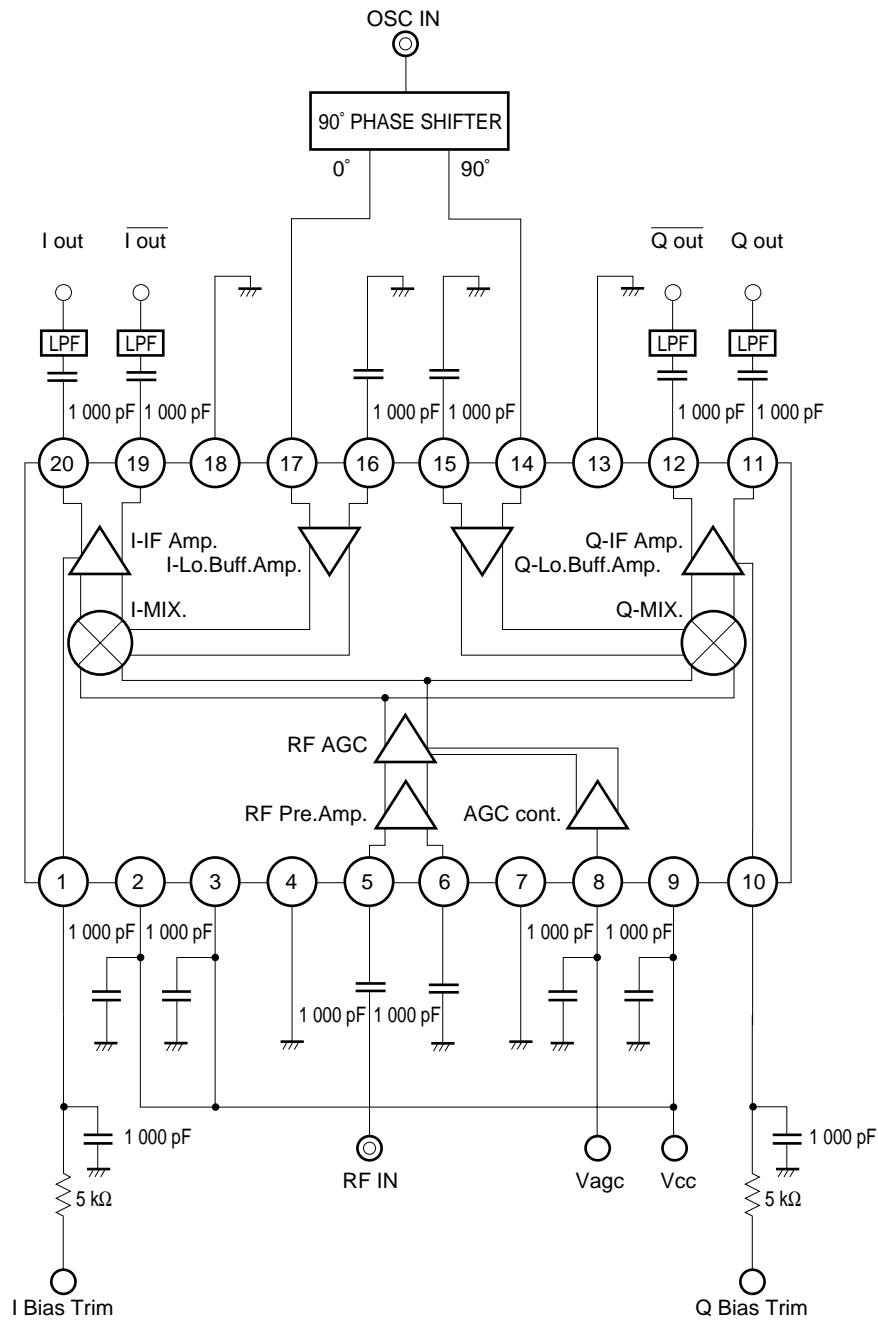 OSC IN
90° PHASE SHIFTER
0° 90°
I out I out Q out Q out
LPF LPF LPF LPF
1 000 pF 1 000 pF 1 000 pF 1 000 pF 1 000 pF 1 000 pF
20 19 18 17 16 15 14 13 12 11
I-IF Amp. Q-IF Amp.
I-Lo.Buff.Amp. Q-Lo.Buff.Amp.
I-MIX. Q-MIX.
RF AGC
RF Pre.Amp. AGC cont.
1 2 3 4 5 6 7 8 9 10
1 000 pF 1 000 pF 1 000 pF 1 000 pF
1 000 pF 1 000 pF
1 000 pF 1 000 pF
RF IN Vagc Vcc
5 kΩ 5 kΩ
I Bias Trim Q Bias Trim